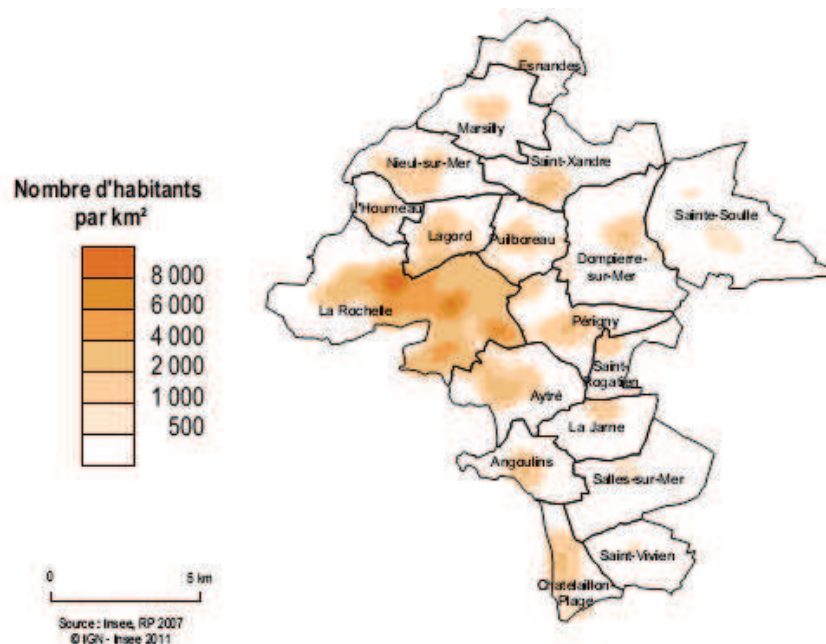 Esnandes
Marsilly
Nieul-sur-Mer
Saint-Xandre
Nombre d'habitants
par km²
L'Houmeau
Sainte-Soulle
Lagord
Puilboreau
Dompierre-
sur-Mer
8 000
6 000
4 000
2 000
1 000
500
La Rochelle
Périgny
Saint-
Rogatien
Aytré
La Jarne
Angoulins
Salles-sur-Mer
Saint-Vivien
Chatelaillon-
Plage
0
5 km
Source : Insee, RP 2007
© IGN - Insee 2011